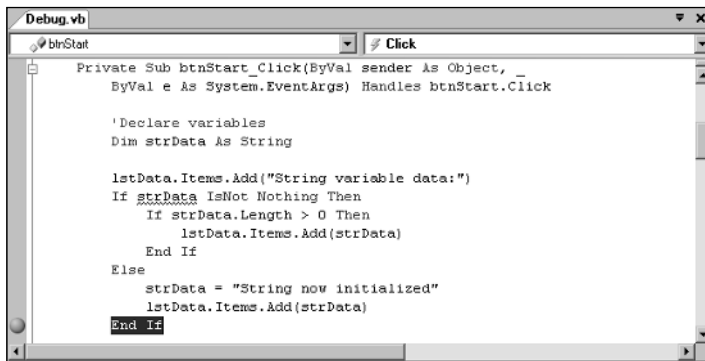 Debug.vb
btnStart Click
Private Sub btnStart_Click(ByVal sender As Object, _
ByVal e As System.EventArgs) Handles btnStart.Click
'Declare variables
Dim strData As String
lstData.Items.Add("String variable data:")
If strData IsNot Nothing Then
If strData.Length > 0 Then
lstData.Items.Add(strData)
End If
Else
strData = "String now initialized"
lstData.Items.Add(strData)
End If